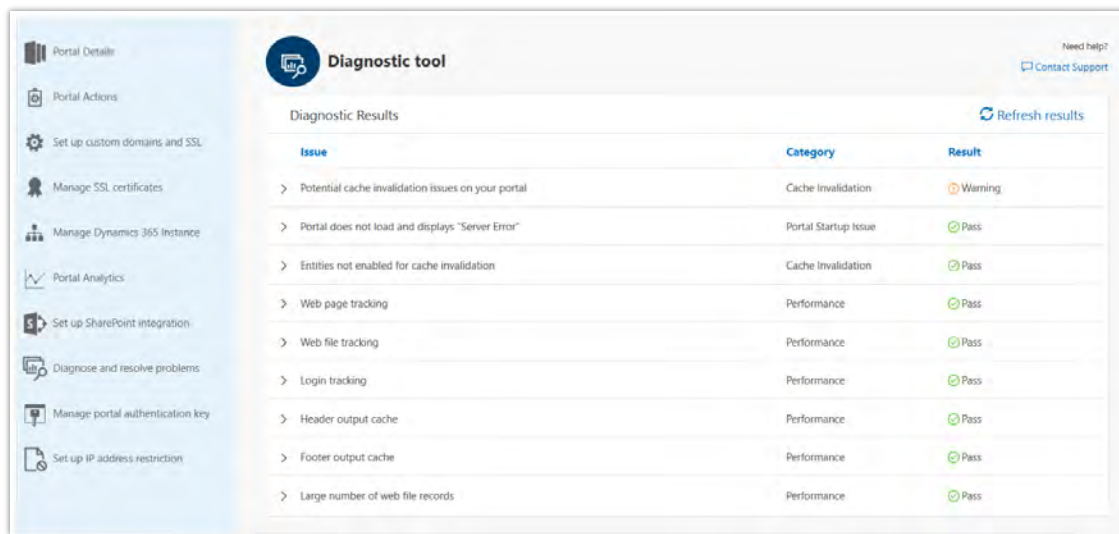 Portal Details
Portal Actions
Set up custom domains and SSL
Manage SSL certificates
Manage Dynamics 365 Instance
Portal Analytics
Set up SharePoint integration
Diagnose and resolve problems
Manage portal authentication key
Set up IP address restriction
Diagnostic tool
Need help?
Contact Support
Diagnostic Results
Refresh results
Issue Category Result
Potential cache invalidation issues on your portal Cache Invalidation Warning
Portal does not load and displays "Server Error" Portal Startup Issue Pass
Entities not enabled for cache invalidation Cache Invalidation Pass
Web page tracking Performance Pass
Web file tracking Performance Pass
Login tracking Performance Pass
Header output cache Performance Pass
Footer output cache Performance Pass
Large number of web file records Performance Pass